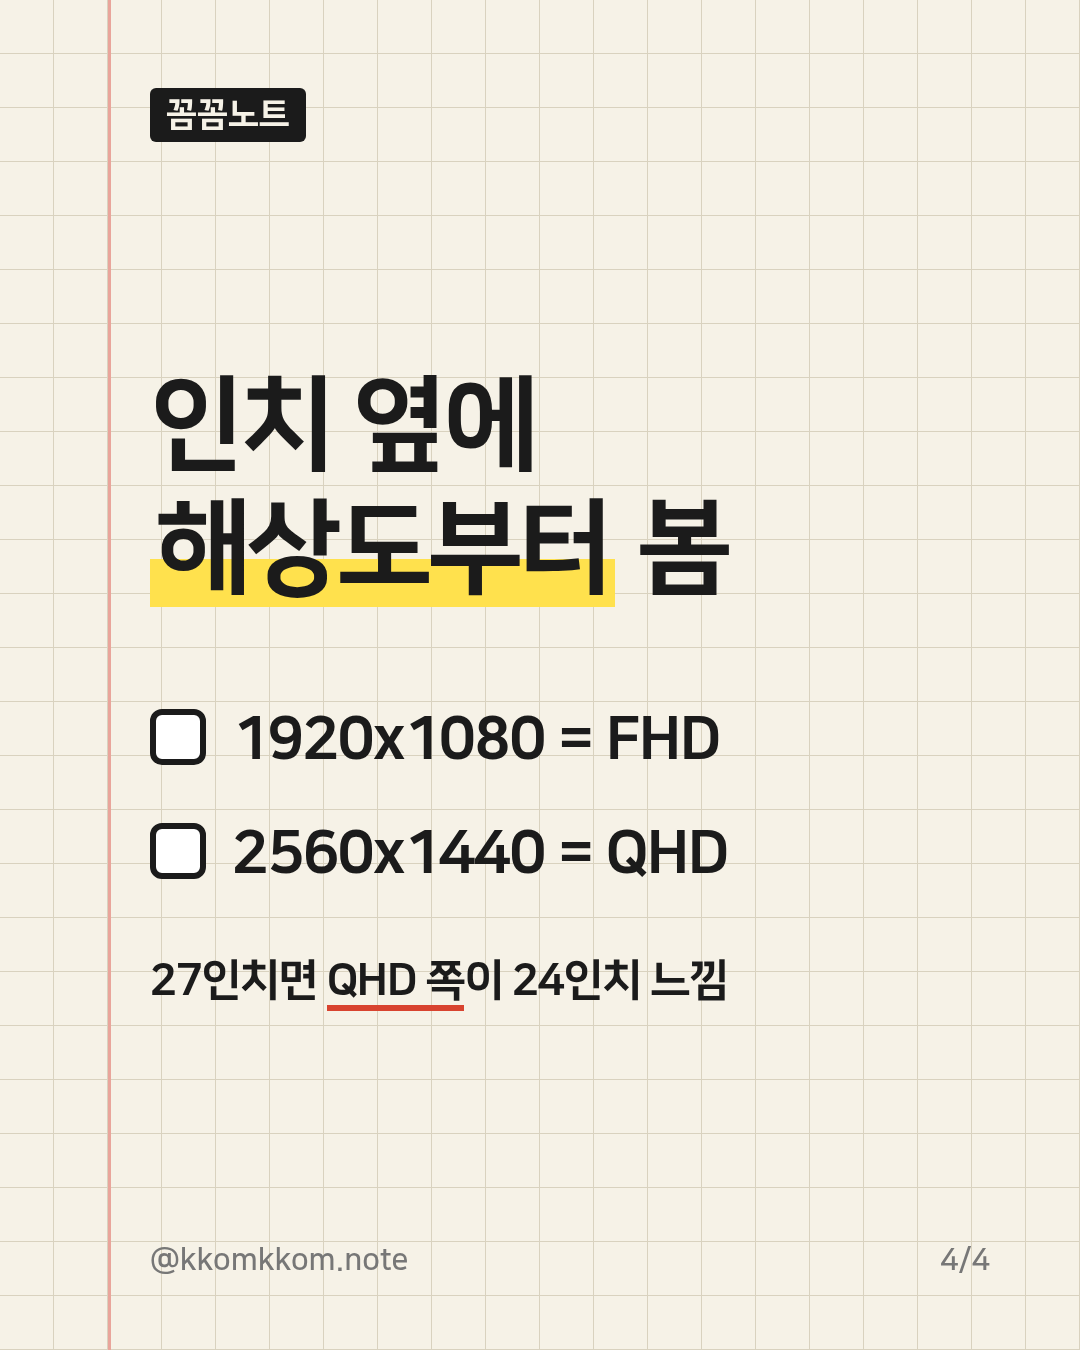 꼼꼼노트
인치 옆에
해상도부터 봄
1920x1080 = FHD
2560x1440 = QHD
27인치면 QHD 쪽이 24인치 느낌
@kkomkkom.note
4/4